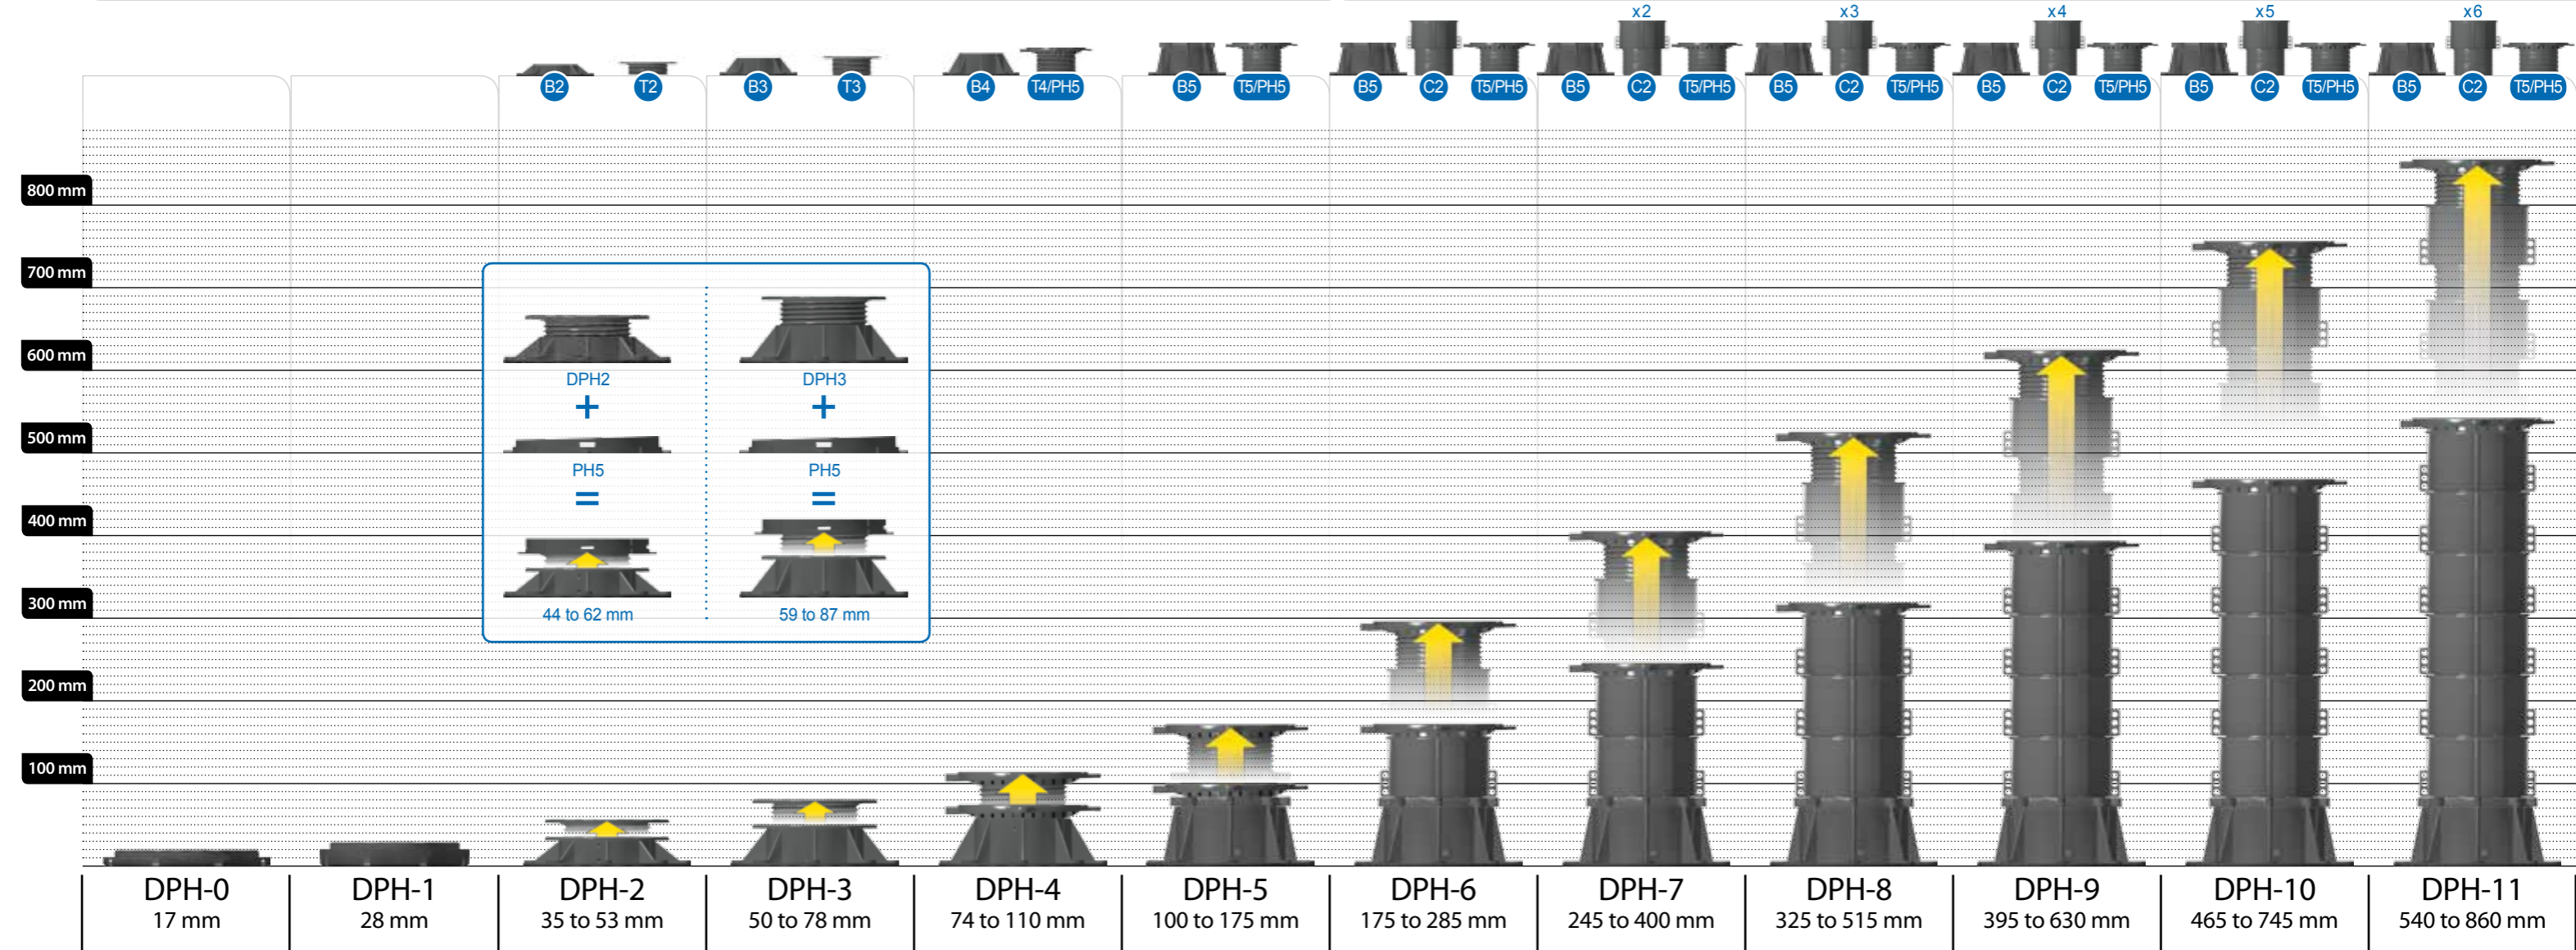 x2 x3 x4 x5 x6
B2 T2 B3 T3 B4 T4/PH5 B5 T5/PH5 B5 C2 T5/PH5 B5 C2 T5/PH5 B5 C2 T5/PH5 B5 C2 T5/PH5 B5 C2 T5/PH5 B5 C2 T5/PH5
800 mm
700 mm
600 mm
500 mm
400 mm
300 mm
200 mm
100 mm
DPH2 DPH3
+ +
PH5 PH5
= =
44 to 62 mm 59 to 87 mm
DPH-0 DPH-1 DPH-2 DPH-3 DPH-4 DPH-5 DPH-6 DPH-7 DPH-8 DPH-9 DPH-10 DPH-11
17 mm 28 mm 35 to 53 mm 50 to 78 mm 74 to 110 mm 100 to 175 mm 175 to 285 mm 245 to 400 mm 325 to 515 mm 395 to 630 mm 465 to 745 mm 540 to 860 mm